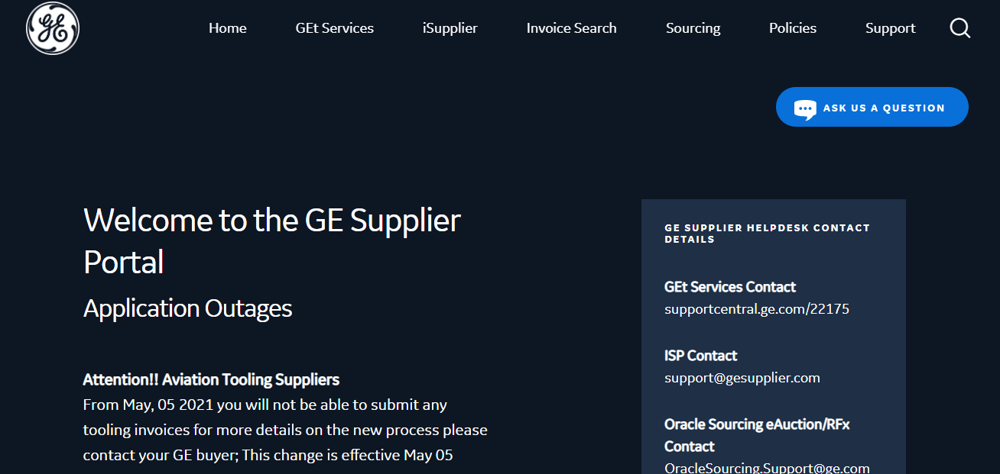 GE
Home
GEt Services
iSupplier
Invoice Search
Sourcing
Policies
Support
ASK US A QUESTION
Welcome to the GE Supplier
Portal
Application Outages
Attention!! Aviation Tooling Suppliers
From May, 05 2021 you will not be able to submit any
tooling invoices for more details on the new process please
contact your GE buyer; This change is effective May 05
GE SUPPLIER HELPDESK CONTACT
DETAILS
GEt Services Contact
supportcentral.ge.com/22175
ISP Contact
support@gesupplier.com
Oracle Sourcing eAuction/RFx
Contact
OracleSourcing.Support@ge.com